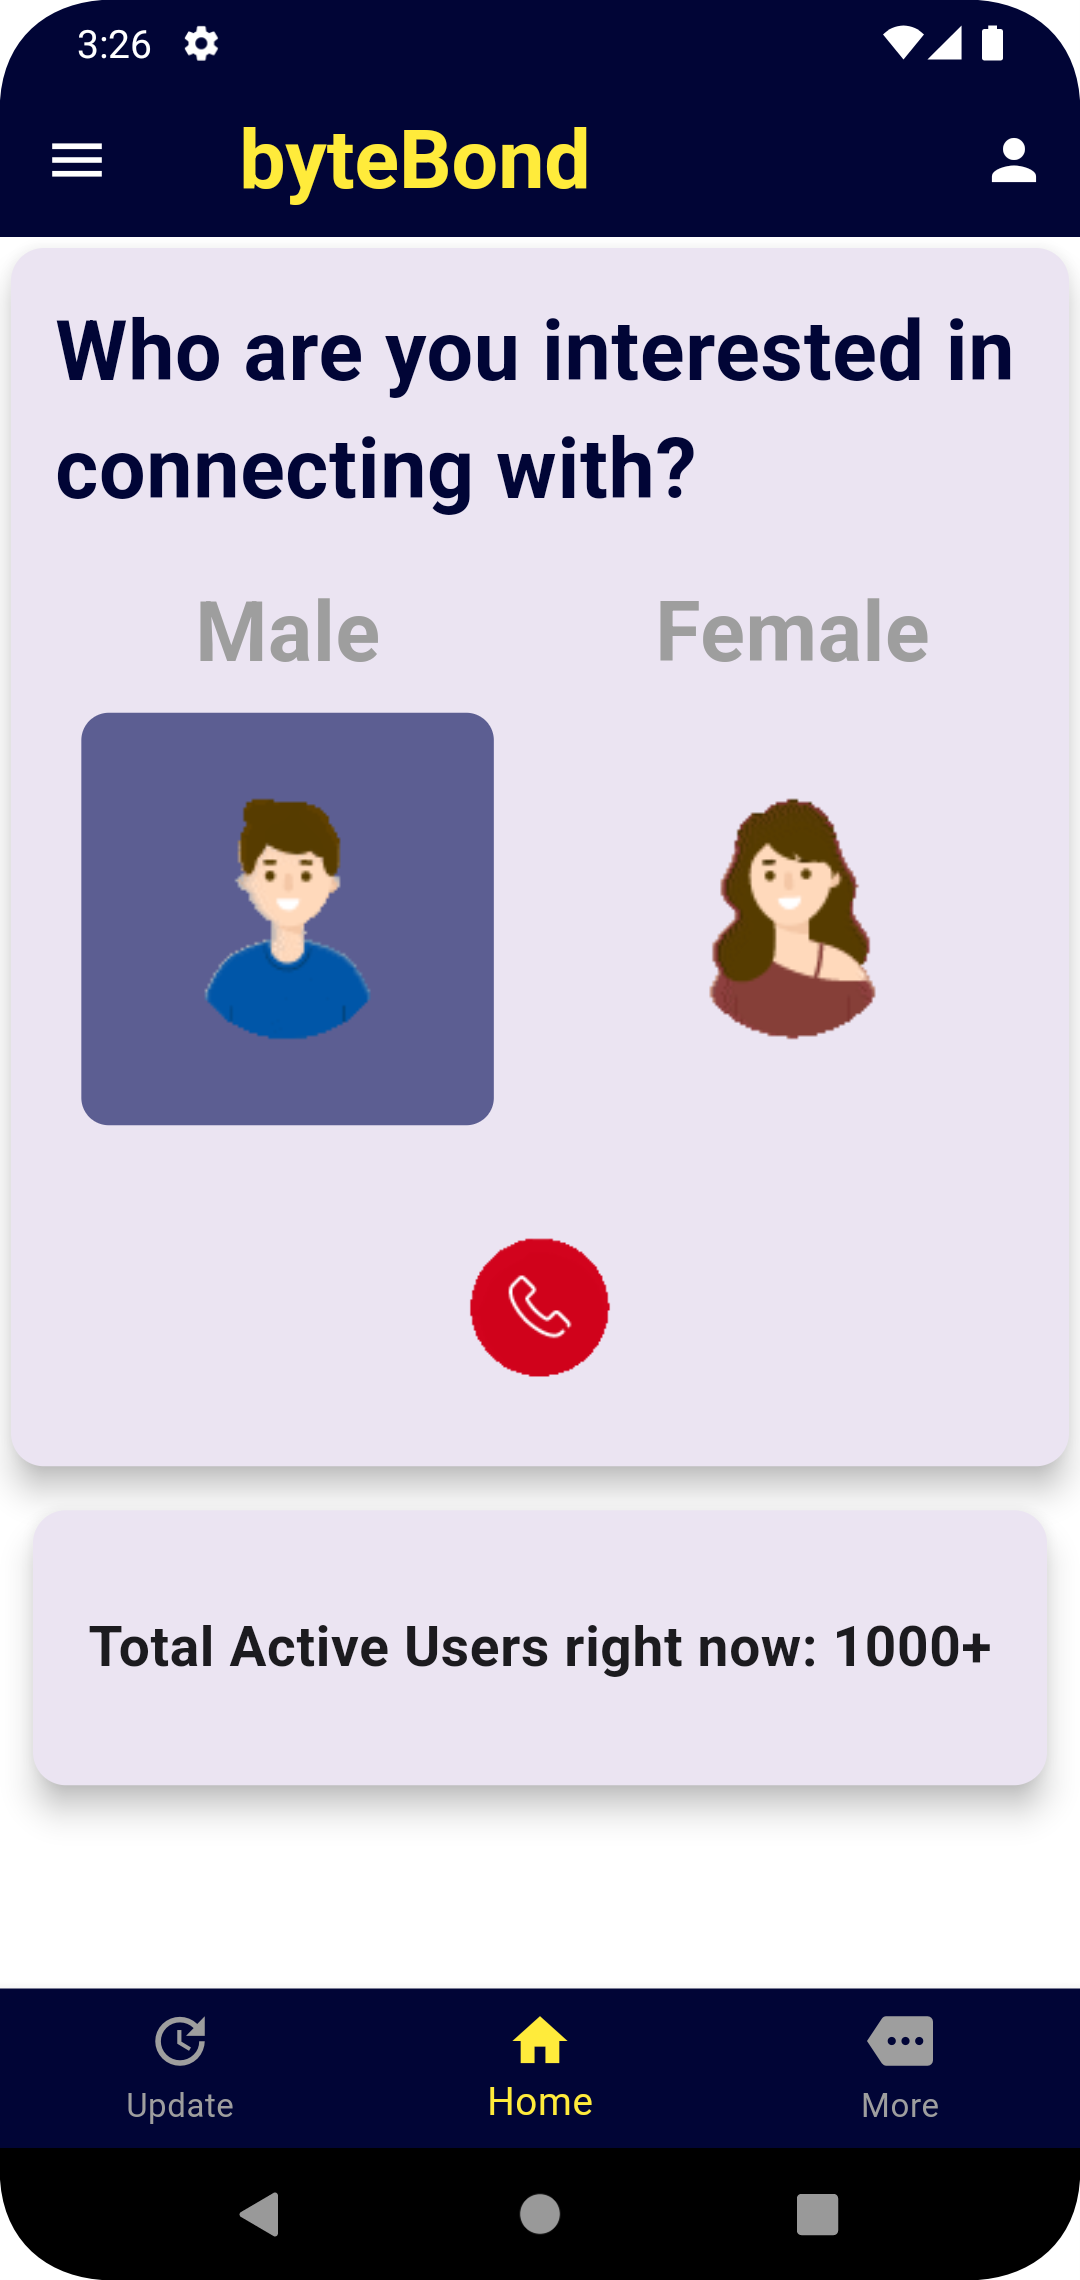 3:26
byteBond
Who are you interested in
connecting with?
Male Female
Total Active Users right now: 1000+
Update Home More